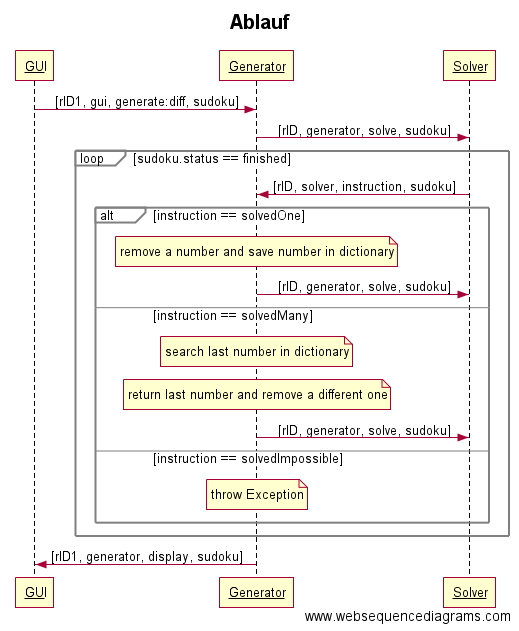 Ablauf
GUI Generator Solver
[rID1, gui, generate:diff, sudoku]
[rID, generator, solve, sudoku]
loop [sudoku.status == finished]
[rID, solver, instruction, sudoku]
alt [instruction == solvedOne]
remove a number and save number in dictionary
[rID, generator, solve, sudoku]
[instruction == solvedMany]
search last number in dictionary
return last number and remove a different one
[rID, generator, solve, sudoku]
[instruction == solvedImpossible]
throw Exception
[rID1, generator, display, sudoku]
GUI Generator Solver
www.websequencediagrams.com